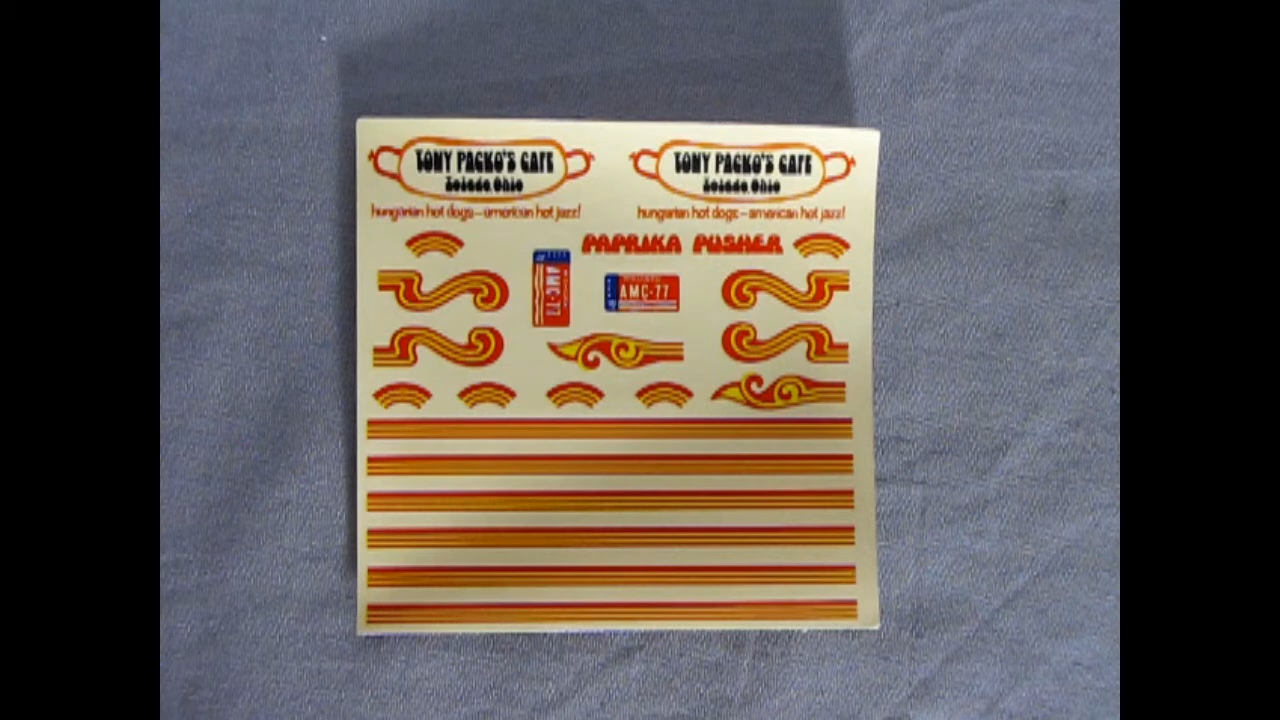 TONY PACKO'S CAFE
Toledo, Ohio
hungarian hot dogs - american hot jazz!
TONY PACKO'S CAFE
Toledo, Ohio
hungarian hot dogs - american hot jazz!
PAPRIKA PUSHER
AMC-77
AMC-77